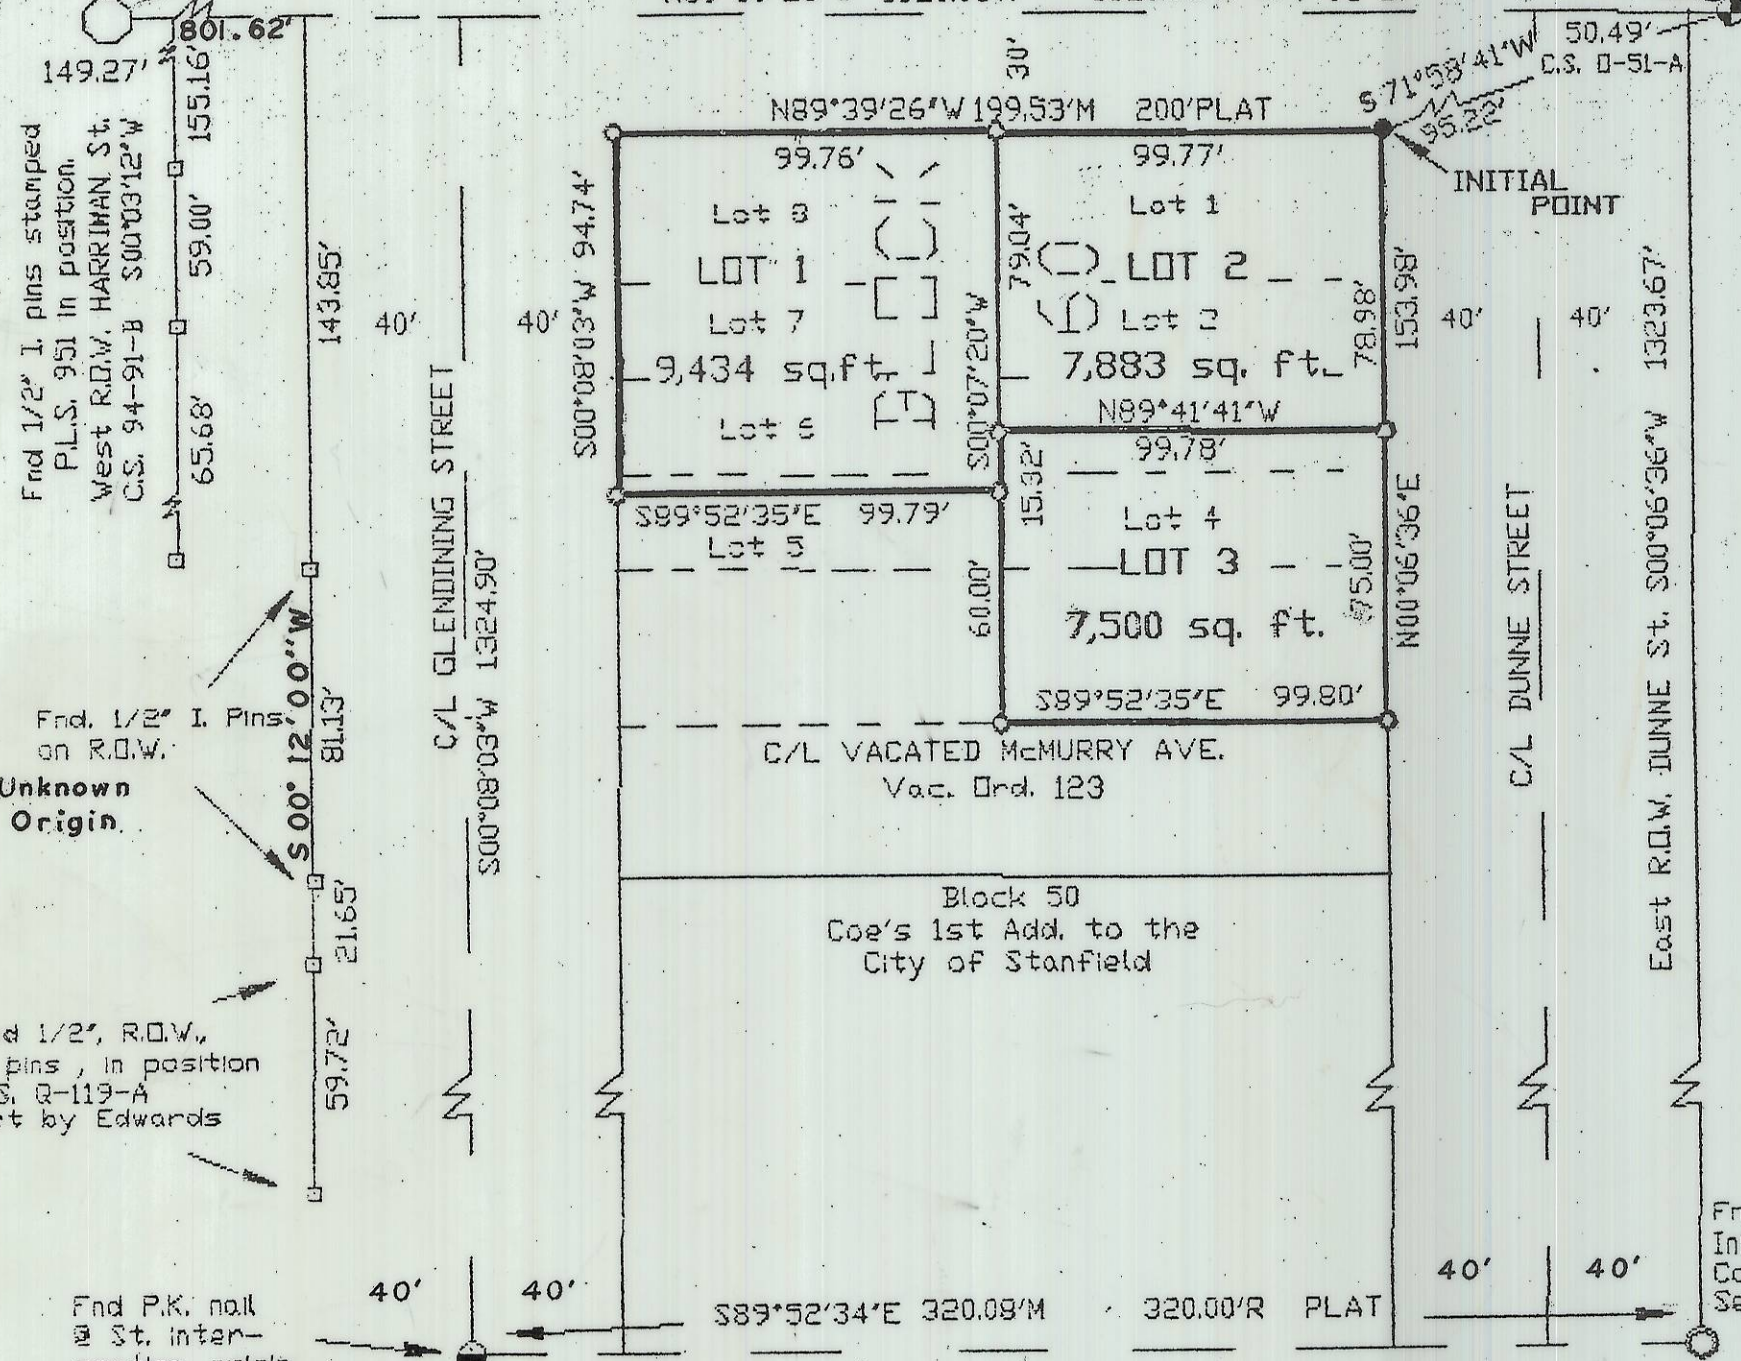 801.62'
149.27'
155.16'
59.00'
65.68'
Fnd 1/2" I. pins stamped
P.L.S. 951 in position.
West R.O.W. HARRIMAN St.
C.S. 94-91-B S00°03'12"W
143.85'
S 00° 12' 00" W
81.13'
21.65'
59.72'
Fnd. 1/2" I. Pins
on R.O.W.
Unknown
Origin
1/2", R.O.W.,
pins, in position
Q-119-A
by Edwards
Fnd P.K. nail
@ St. inter-
40'
40'
C/L GLENDINING STREET
S00°08'03"W 1324.90'
40'
40'
30'
N89°39'26"W 199.53'M 200'PLAT
99.76'
99.77'
S00°08'03"W 94.74'
Lot 8
LOT 1
Lot 7
9,434 sq.ft.
Lot 6
S89°52'35"E 99.79'
Lot 5
S00°07'20"W
79.04'
15.32'
60.00'
Lot 1
LOT 2
Lot 2
7,883 sq. ft.
N89°41'41"W
99.78'
78.98'
153.98'
Lot 4
LOT 3
7,500 sq. ft.
75.00'
N00°06'36"E
S89°52'35"E 99.80'
C/L VACATED McMURRY AVE.
Vac. Ord. 123
Block 50
Coe's 1st Add. to the
City of Stanfield
S89°52'34"E 320.08'M 320.00'R PLAT
S 71°58'41"W
95.22'
50.49'
C.S. O-51-A
INITIAL
POINT
40'
40'
C/L DUNNE STREET
East R.O.W. DUNNE St. S00°06'36"W 1323.67'
40'
40'